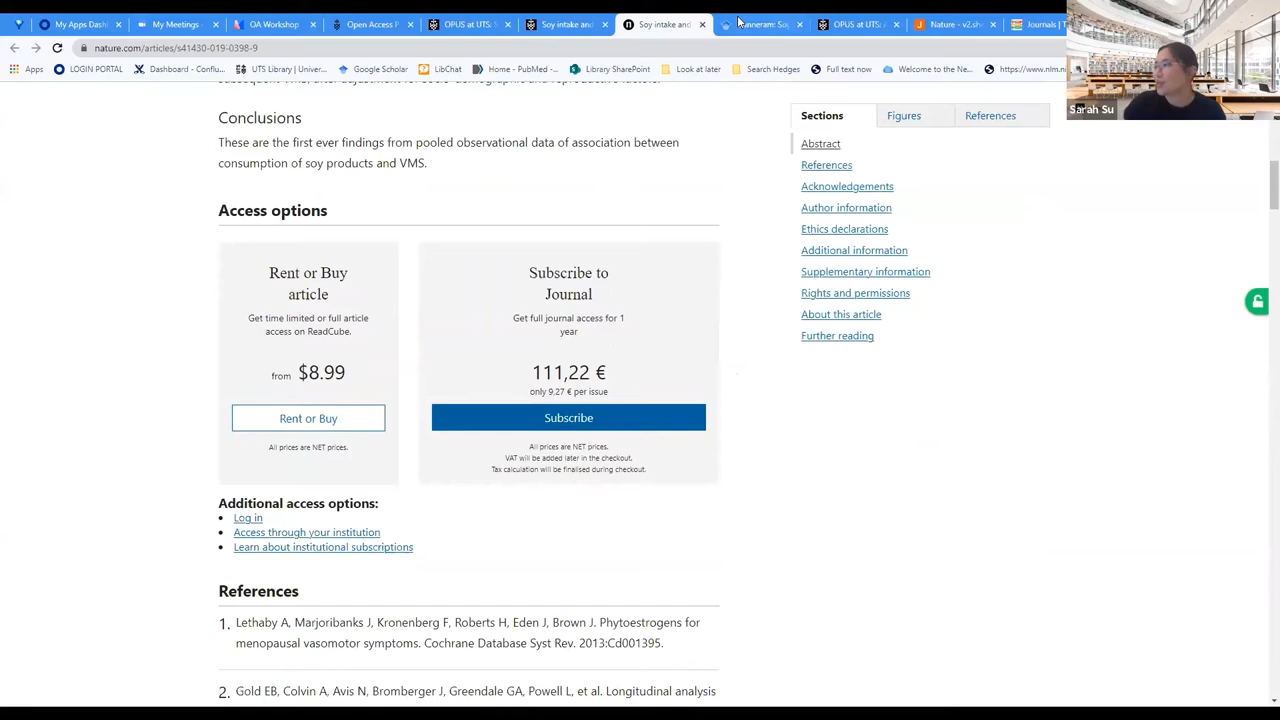 My Apps Dashl
My Meetings -
OA Workshop
Open Access P
OPUS at UTS: S
Soy intake and
Soy intake and
anneram: Soy
OPUS at UTS: A
Nature - v2.she
Journals | T
nature.com/articles/s41430-019-0398-9
Apps
LOGIN PORTAL
Dashboard - Conflu...
UTS Library | Univer...
Google Scholar
LibChat
Home - PubMed -...
Library SharePoint
Look at later
Search Hedges
Full text now
Welcome to the Ne...
https://www.nlm.ni
Sarah Su
Conclusions
These are the first ever findings from pooled observational data of association between
consumption of soy products and VMS.
Access options
Rent or Buy
article
Get time limited or full article
access on ReadCube.
from $8.99
Rent or Buy
All prices are NET prices.
Subscribe to
Journal
Get full journal access for 1
year
111,22 €
only 9,27 € per issue
Subscribe
All prices are NET prices.
VAT will be added later in the checkout.
Tax calculation will be finalised during checkout.
Additional access options:
Log in
Access through your institution
Learn about institutional subscriptions
References
1. Lethaby A, Marjoribanks J, Kronenberg F, Roberts H, Eden J, Brown J. Phytoestrogens for
menopausal vasomotor symptoms. Cochrane Database Syst Rev. 2013:Cd001395.
2. Gold EB, Colvin A, Avis N, Bromberger J, Greendale GA, Powell L, et al. Longitudinal analysis
Sections
Figures
References
Abstract
References
Acknowledgements
Author information
Ethics declarations
Additional information
Supplementary information
Rights and permissions
About this article
Further reading